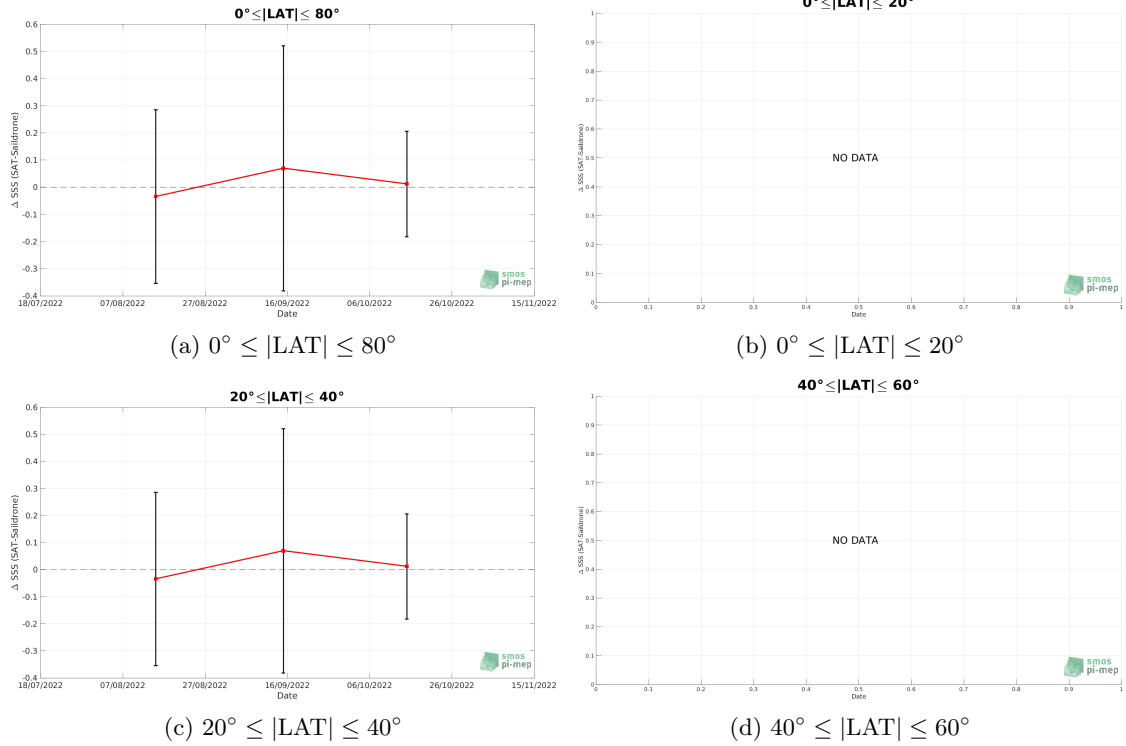 0°≤|LAT|≤ 80°
0.6
0.5
0.4
0.3
0.2
0.1
0
-0.1
-0.2
-0.3
-0.4
Δ SSS (SAT-Saildrone)
18/07/2022 07/08/2022 27/08/2022 16/09/2022 06/10/2022 26/10/2022 15/11/2022
Date
smos
pi-mep
(a) 0° ≤ |LAT| ≤ 80°
0°≤|LAT|≤ 20°
1
0.9
0.8
0.7
0.6
0.5
0.4
0.3
0.2
0.1
0
Δ SSS (SAT-Saildrone)
NO DATA
0 0.1 0.2 0.3 0.4 0.5 0.6 0.7 0.8 0.9 1
Date
smos
pi-mep
(b) 0° ≤ |LAT| ≤ 20°
20°≤|LAT|≤ 40°
0.6
0.5
0.4
0.3
0.2
0.1
0
-0.1
-0.2
-0.3
-0.4
Δ SSS (SAT-Saildrone)
18/07/2022 07/08/2022 27/08/2022 16/09/2022 06/10/2022 26/10/2022 15/11/2022
Date
smos
pi-mep
(c) 20° ≤ |LAT| ≤ 40°
40°≤|LAT|≤ 60°
1
0.9
0.8
0.7
0.6
0.5
0.4
0.3
0.2
0.1
0
Δ SSS (SAT-Saildrone)
NO DATA
0 0.1 0.2 0.3 0.4 0.5 0.6 0.7 0.8 0.9 1
Date
smos
pi-mep
(d) 40° ≤ |LAT| ≤ 60°